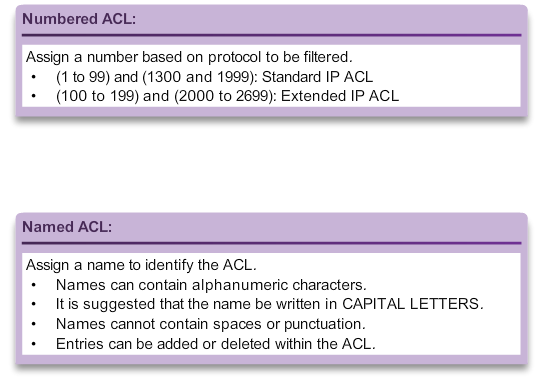 Numbered ACL:
Assign a number based on protocol to be filtered.
• (1 to 99) and (1300 and 1999): Standard IP ACL
• (100 to 199) and (2000 to 2699): Extended IP ACL
Named ACL:
Assign a name to identify the ACL.
• Names can contain alphanumeric characters.
• It is suggested that the name be written in CAPITAL LETTERS.
• Names cannot contain spaces or punctuation.
• Entries can be added or deleted within the ACL.